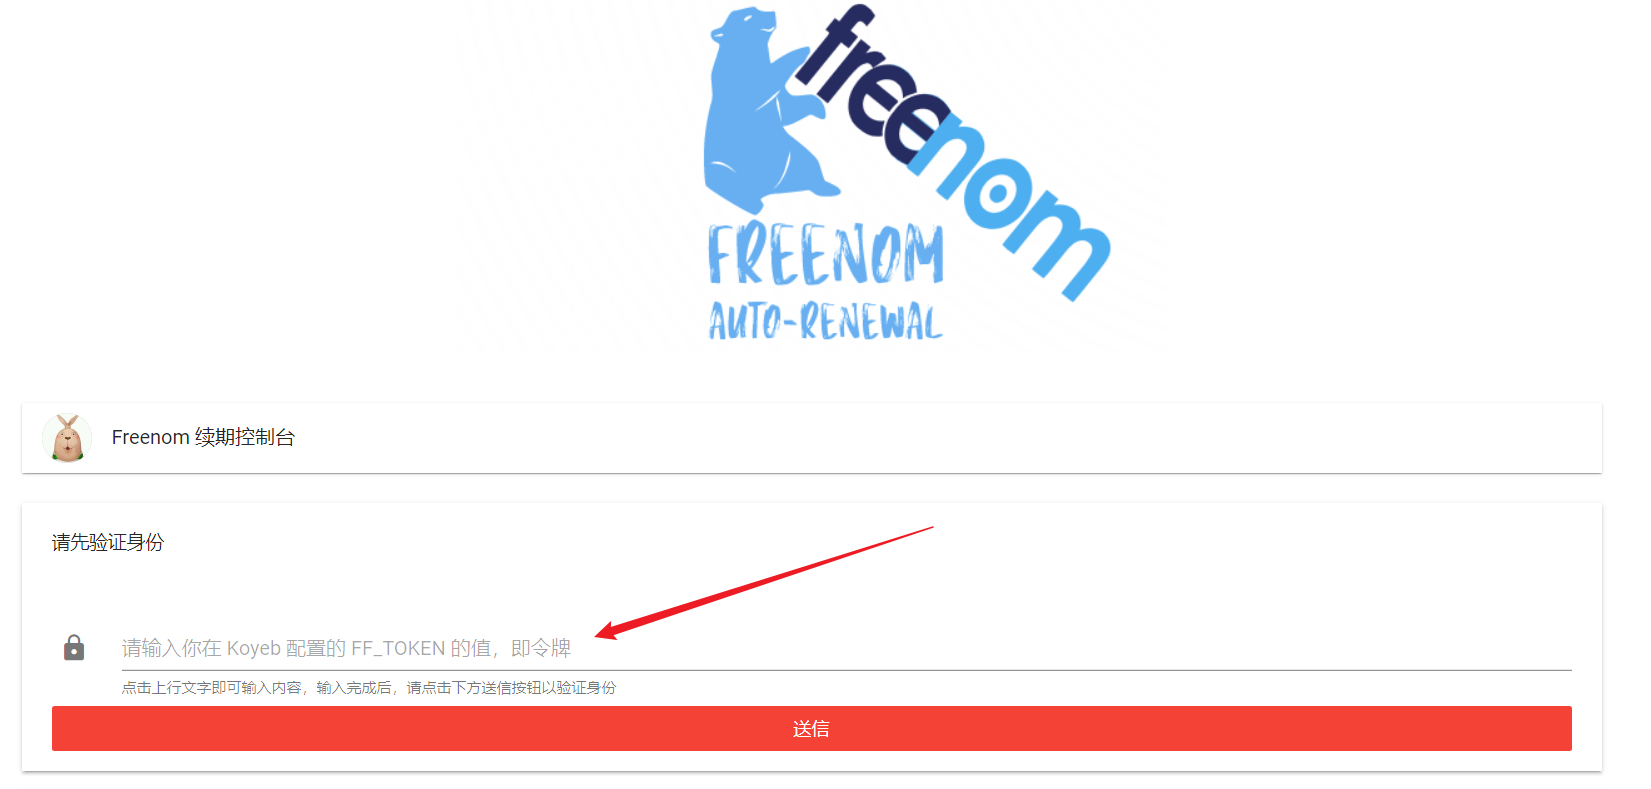 freenom
FREENOM
AUTO-RENEWAL
Freenom 续期控制台
请先验证身份
请输入你在 Koyeb 配置的 FF_TOKEN 的值，即令牌
点击上行文字即可输入内容，输入完成后，请点击下方送信按钮以验证身份
送信